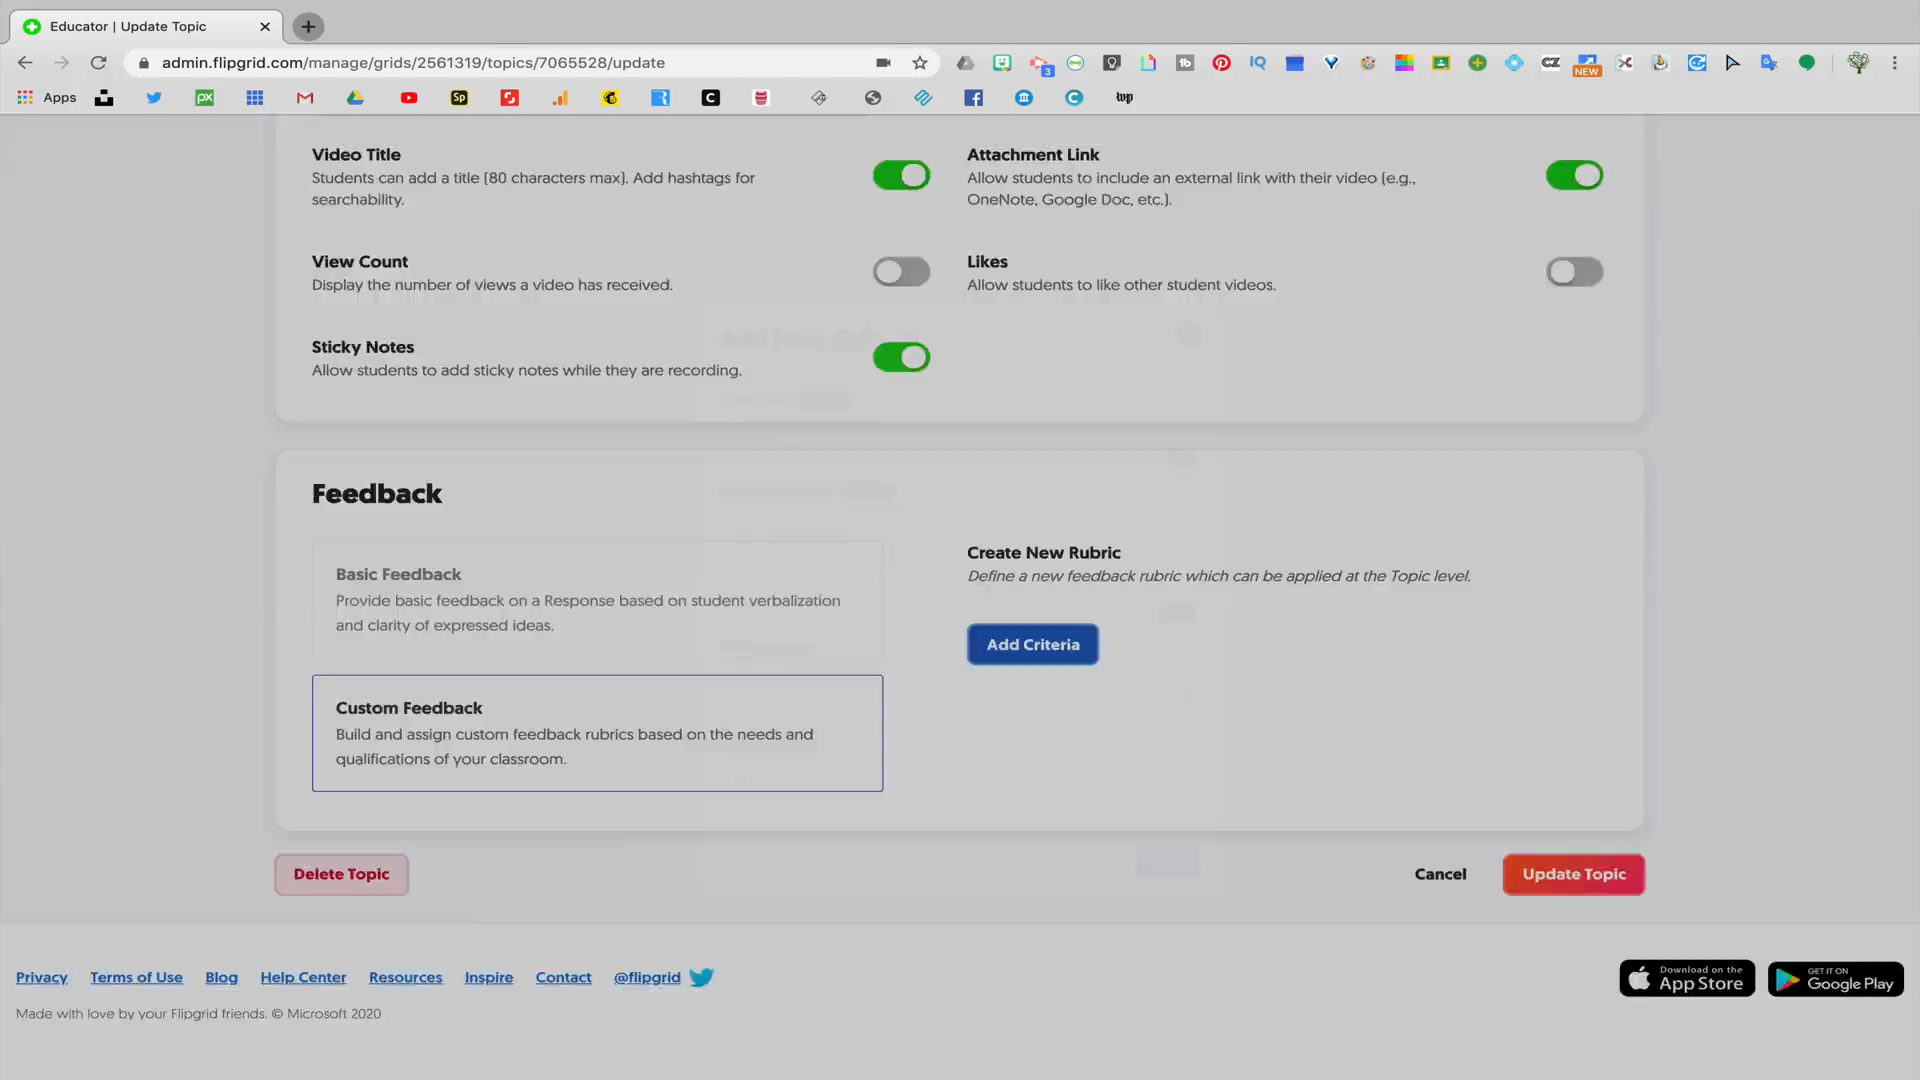 Educator | Update Topic
admin.flipgrid.com/manage/grids/2561319/topics/7065528/update
3
IQ
CZ
NEW
Apps
px
Sp
C
wp
Video Title
Students can add a title (80 characters max). Add hashtags for
searchability.
Attachment Link
Allow students to include an external link with their video (e.g.,
OneNote, Google Doc, etc.).
View Count
Display the number of views a video has received.
Likes
Allow students to like other student videos.
Sticky Notes
Allow students to add sticky notes while they are recording.
Feedback
Basic Feedback
Provide basic feedback on a Response based on student verbalization
and clarity of expressed ideas.
Custom Feedback
Build and assign custom feedback rubrics based on the needs and
qualifications of your classroom.
Create New Rubric
Define a new feedback rubric which can be applied at the Topic level.
Add Criteria
Delete Topic
Cancel
Update Topic
Privacy Terms of Use Blog Help Center Resources Inspire Contact @flipgrid
Made with love by your Flipgrid friends. © Microsoft 2020
Download on the
App Store
GET IT ON
Google Play